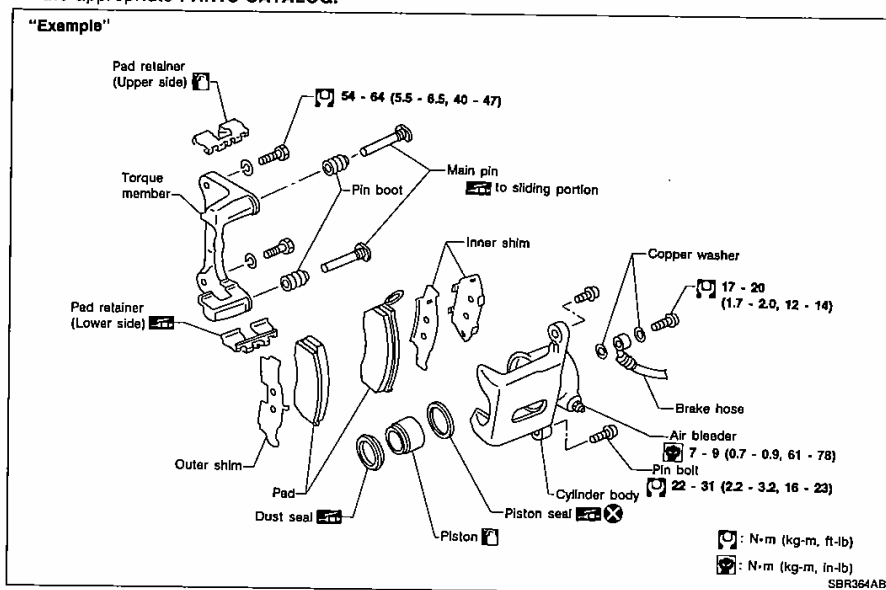 appropriate PARTS CATALOG.
"Example"
Pad retainer
(Upper side)
54 - 64 (5.5 - 6.5, 40 - 47)
Torque
member
Pin boot
Main pin
to sliding portion
Inner shim
Copper washer
17 - 20
(1.7 - 2.0, 12 - 14)
Pad retainer
(Lower side)
Brake hose
Air bleeder
7 - 9 (0.7 - 0.9, 61 - 78)
Pin bolt
22 - 31 (2.2 - 3.2, 16 - 23)
Outer shim
Pad
Cylinder body
Dust seal
Piston seal
Piston
: N•m (kg-m, ft-lb)
: N•m (kg-m, in-lb)
SBR364AB